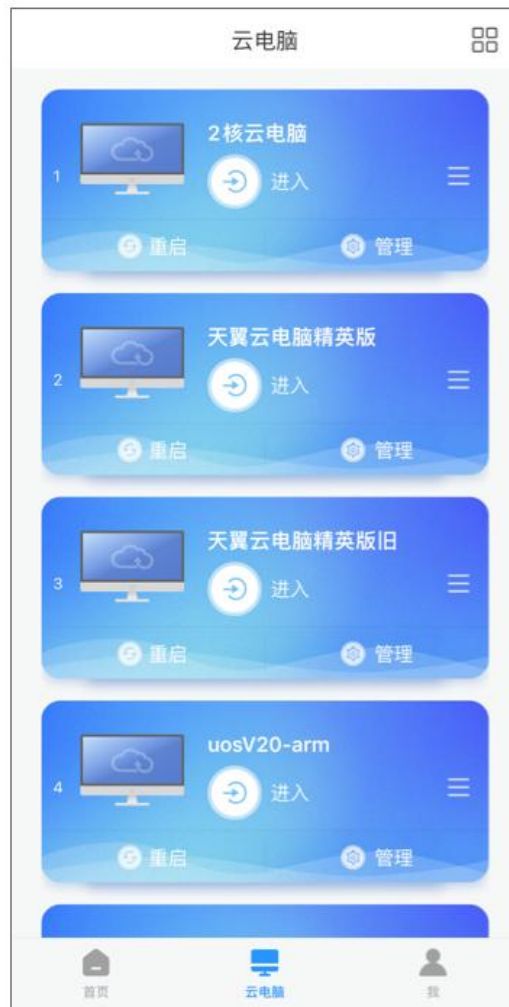 云电脑
2核云电脑
1
进入
重启 管理
天翼云电脑精英版
2
进入
重启 管理
天翼云电脑精英版旧
3
进入
重启 管理
uosV20-arm
4
进入
重启 管理
首页 云电脑 我